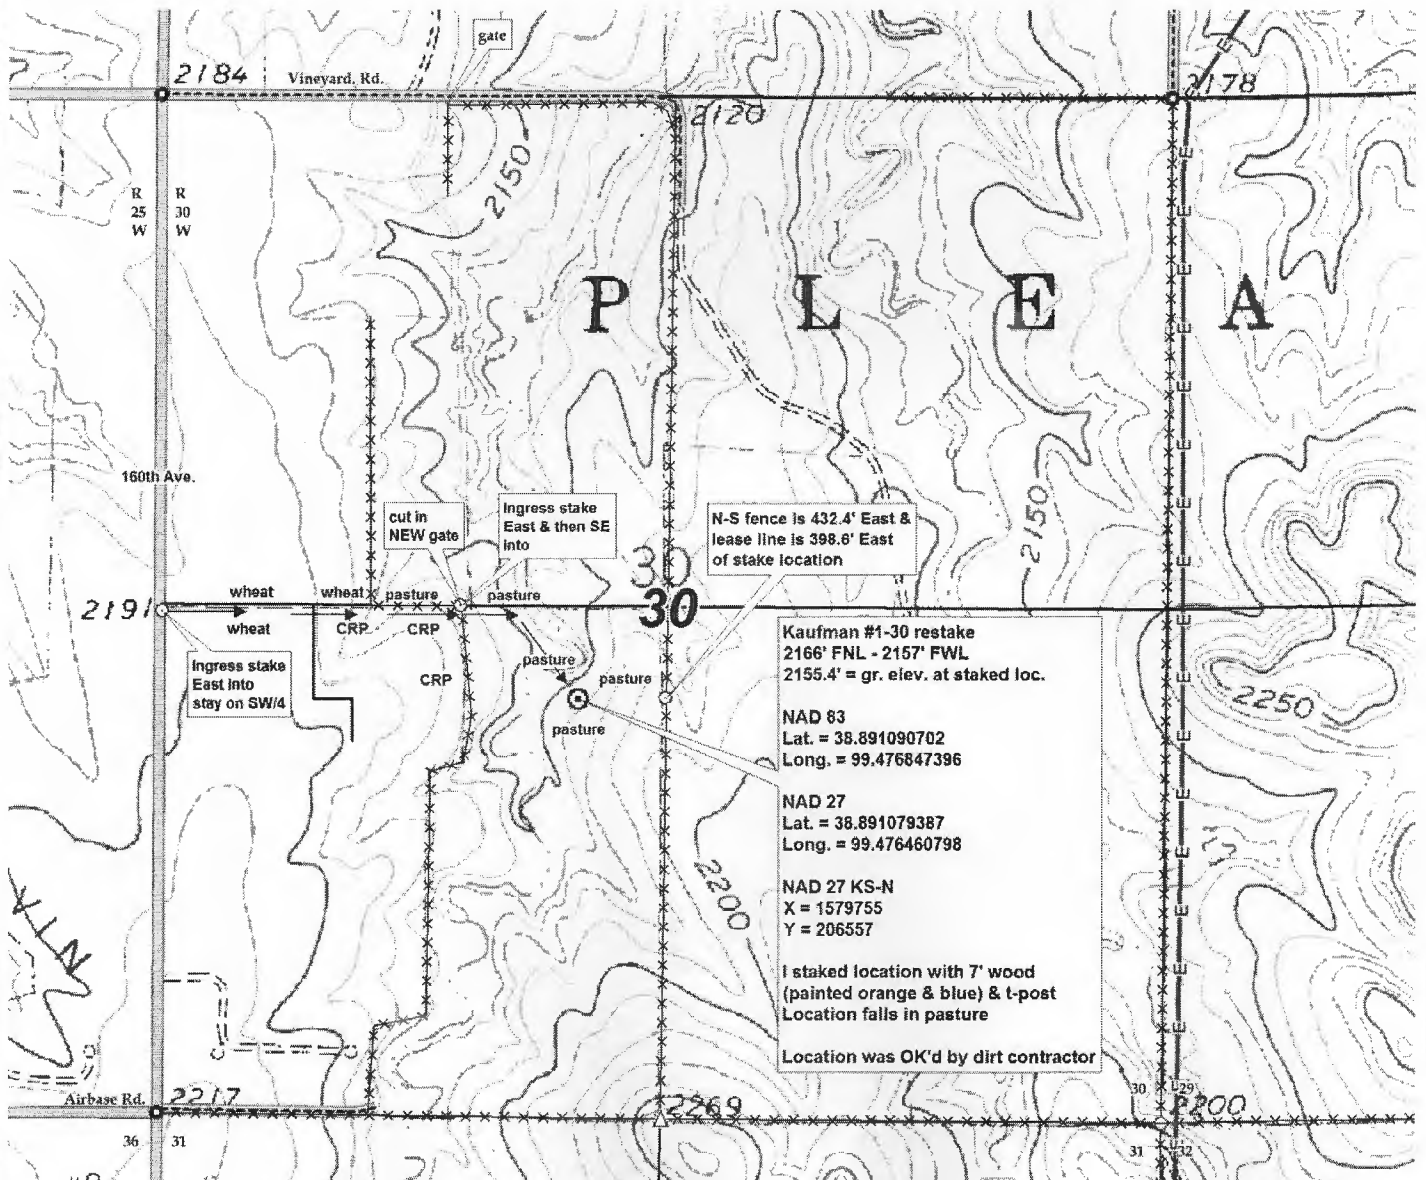 gate
2184
Vineyard. Rd.
2178
2120
R
25
W
R
30
W
2150
P L E A
160th Ave.
cut in
NEW gate
Ingress stake
East & then SE
into
N-S fence is 432.4' East &
lease line is 398.6' East
of stake location
2150
30
30
2191
wheat
wheat
pasture
pasture
wheat
CRP
CRP
Ingress stake
East into
stay on SW/4
CRP
pasture
pasture
pasture
Kaufman #1-30 restake
2166' FNL - 2157' FWL
2155.4' = gr. elev. at staked loc.
NAD 83
Lat. = 38.891090702
Long. = 99.476847396
NAD 27
Lat. = 38.891079387
Long. = 99.476460798
NAD 27 KS-N
X = 1579755
Y = 206557
I staked location with 7' wood
(painted orange & blue) & t-post
Location falls in pasture
Location was OK'd by dirt contractor
2250
2200
Airbase Rd.
2217
2269
30
29
2200
36
31
31
32